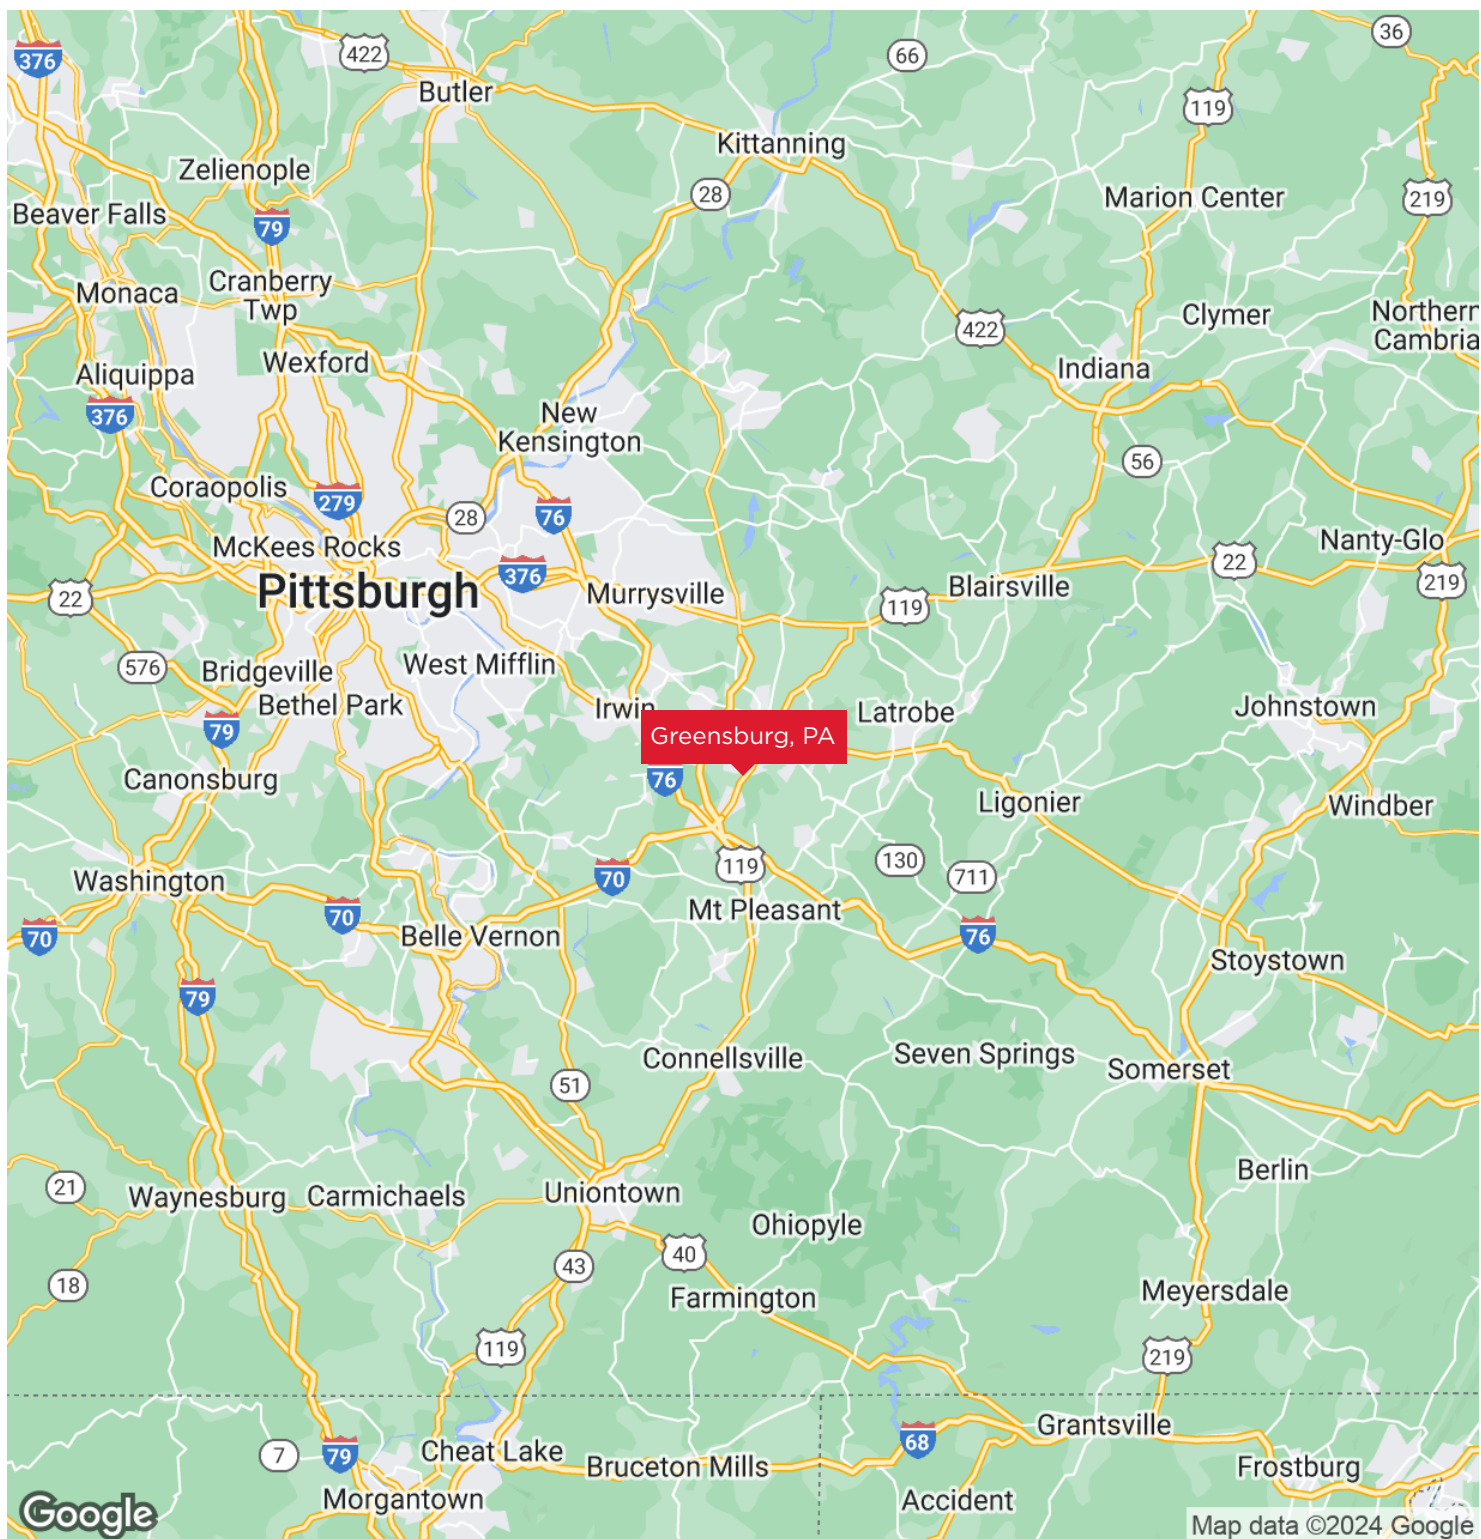 376
422
66
36
Butler
119
Kittanning
Zelienople
28
Marion Center
219
Beaver Falls
79
Cranberry
Twp
Monaca
Clymer
Northern
Cambria
422
Wexford
Indiana
Aliquippa
376
New
Kensington
56
Coraopolis
279
28
76
McKees Rocks
Nanty-Glo
376
22
219
Pittsburgh
Murrysville
Blairsville
22
119
576
Bridgeville
West Mifflin
Bethel Park
Irwin
Latrobe
Johnstown
79
Greensburg, PA
Canonsburg
76
Ligonier
Windber
119
130
711
Washington
70
70
Mt Pleasant
70
Belle Vernon
76
Stoystown
79
Connellsville
Seven Springs
Somerset
51
21
Waynesburg
Carmichaels
Uniontown
Berlin
Ohiopyle
40
43
18
Farmington
Meyersdale
119
219
Grantsville
7
79
Cheat Lake
68
Bruceton Mills
Frostburg
Morgantown
Accident
Google
Map data ©2024 Google